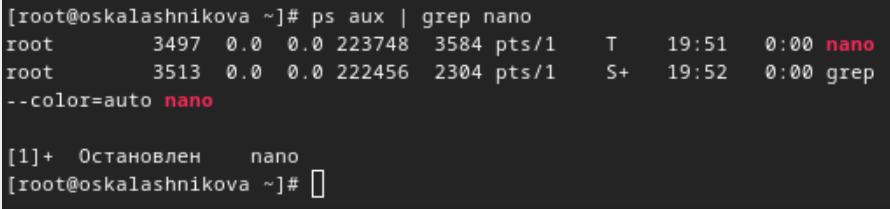 [root@oskalashnikova ~]# ps aux | grep nano
root        3497  0.0  0.0 223748  3584 pts/1    T    19:51   0:00 nano
root        3513  0.0  0.0 222456  2304 pts/1    S+   19:52   0:00 grep
--color=auto nano
[1]+  Остановлен    nano
[root@oskalashnikova ~]#